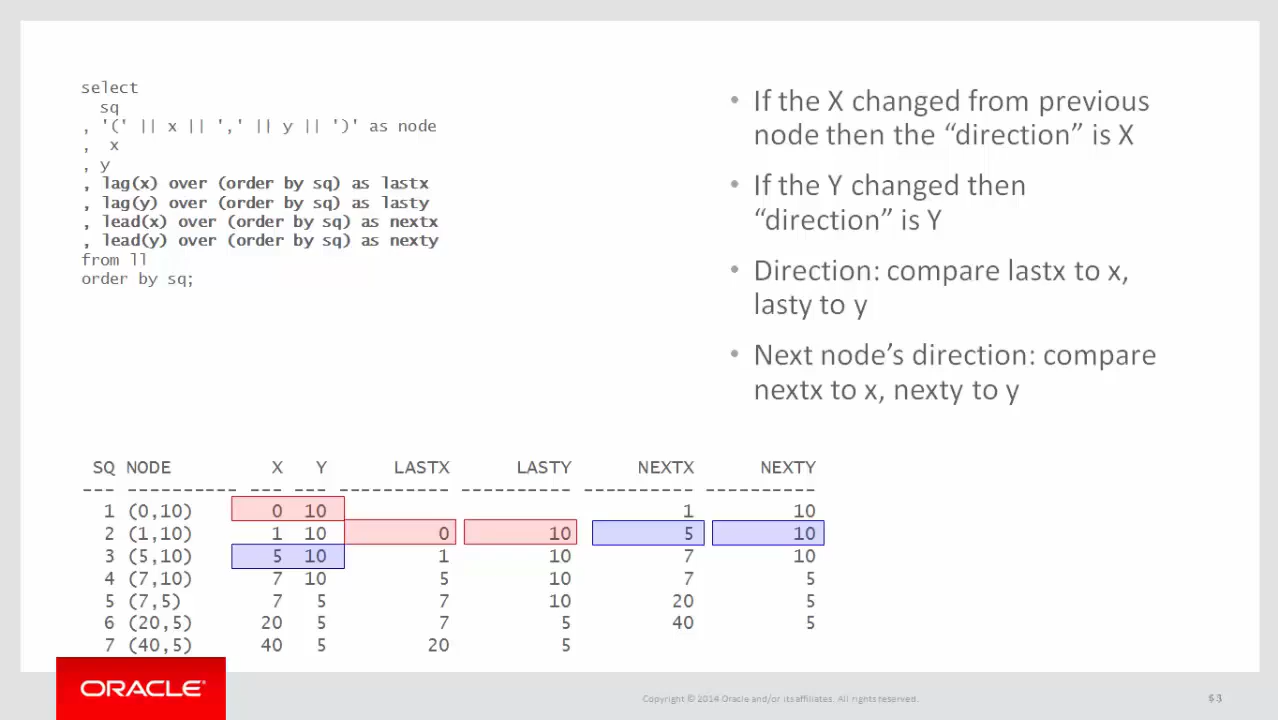 select
sq
, '(' || x || ',' || y || ')' as node
, x
, y
, lag(x) over (order by sq) as lastx
, lag(y) over (order by sq) as lasty
, lead(x) over (order by sq) as nextx
, lead(y) over (order by sq) as nexty
from ll
order by sq;
• If the X changed from previous
node then the “direction” is X
• If the Y changed then
“direction” is Y
• Direction: compare lastx to x,
lasty to y
• Next node’s direction: compare
nextx to x, nexty to y
SQ NODE X Y LASTX LASTY NEXTX NEXTY
--- ---------- --- --- ---------- ---------- ---------- ----------
1 (0,10) 0 10 1 10
2 (1,10) 1 10 0 10 5 10
3 (5,10) 5 10 1 10 7 10
4 (7,10) 7 10 5 10 7 5
5 (7,5) 7 5 7 10 20 5
6 (20,5) 20 5 7 5 40 5
7 (40,5) 40 5 20 5
ORACLE®
Copyright © 2014 Oracle and/or its affiliates. All rights reserved.